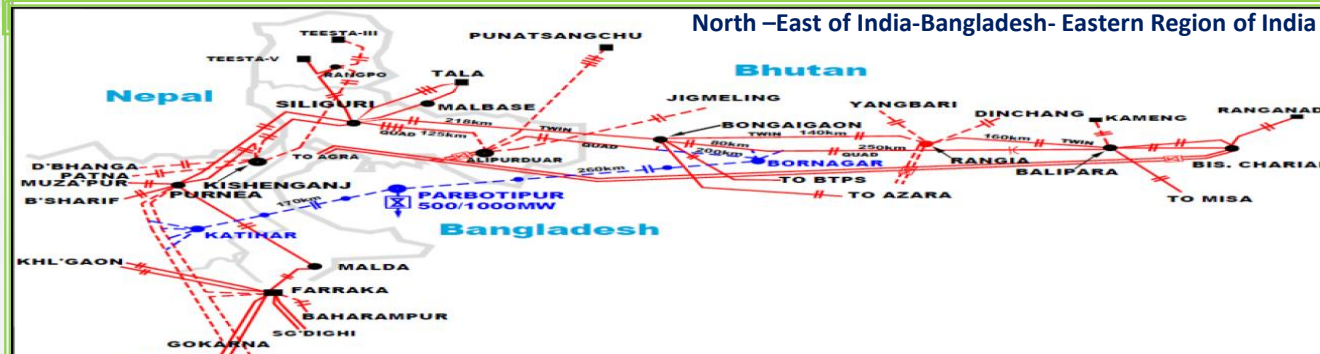 North –East of India-Bangladesh- Eastern Region of India
TEESTA-III
PUNATSANGCHU
TEESTA-V
RANGPO
TALA
Bhutan
Nepal
JIGMELING
YANGBARI
DINCHANG
SILIGURI
MALBASE
KAMENG
RANGANAD
218km
BONGAIGAON
QUAD
125km
TWIN
TWIN
140km
160km
TWIN
QUAD
80km
250km
QUAD
200km
D'BHANGA
TO AGRA
ALIPURDUAR
BORNAGAR
RANGIA
BALIPARA
BIS. CHARIAL
PATNA
260km
MUZA'PUR
KISHENGANJ
TO BTPS
PURNEA
PARBOTIPUR
500/1000MW
B'SHARIF
170km
TO AZARA
TO MISA
KATIHAR
Bangladesh
KHL'GAON
MALDA
FARRAKA
BAHARAMPUR
SG'DIGHI
GOKARNA